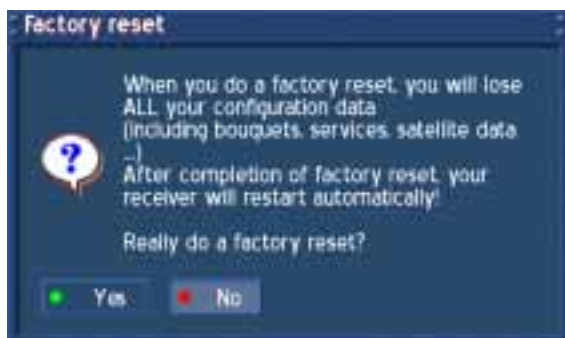 Factory reset
When you do a factory reset, you will lose
ALL your configuration data
(including bouquets, services, satellite data
...)
After completion of factory reset, your
receiver will restart automatically!
Really do a factory reset?
Yes
No